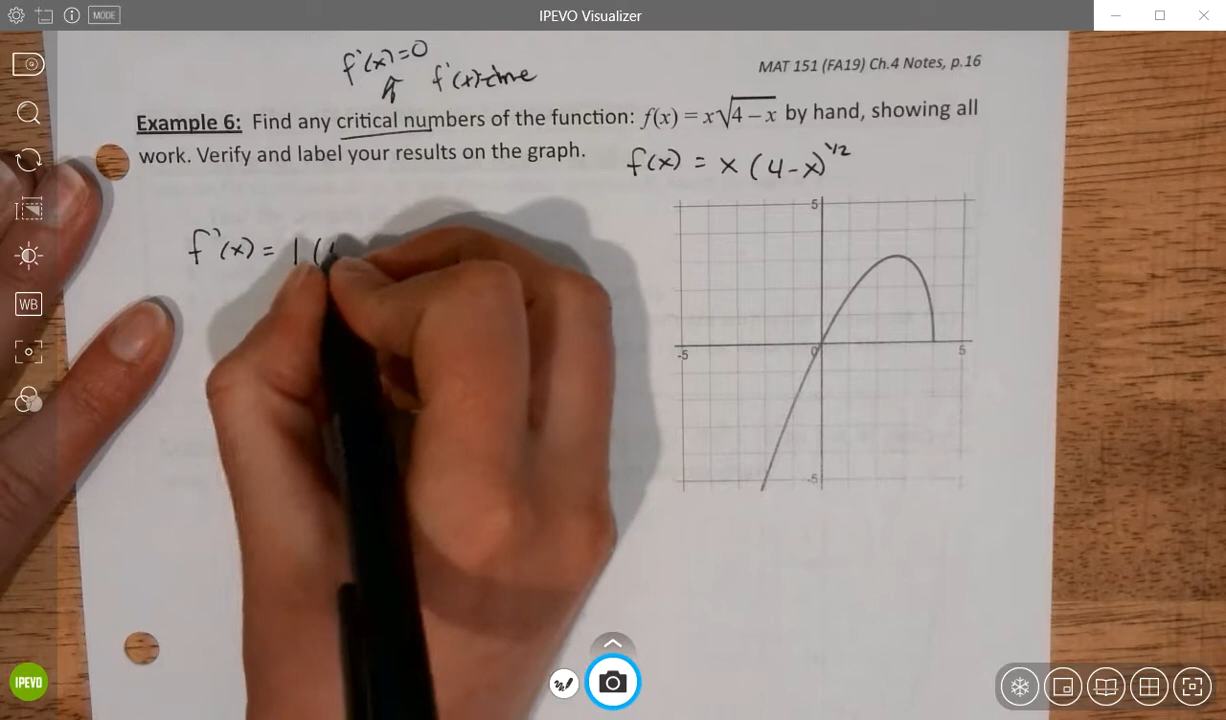 IPEVO Visualizer
MODE
f'(x)=0
f'(x)=dne
MAT 151 (FA19) Ch.4 Notes, p.16
Example 6: Find any critical numbers of the function: f(x) = x√4 − x by hand, showing all
work. Verify and label your results on the graph.
f(x) = x (4-x)^1/2
f'(x) = 1 (
WB
5
-5
0
5
-5
IPEVO